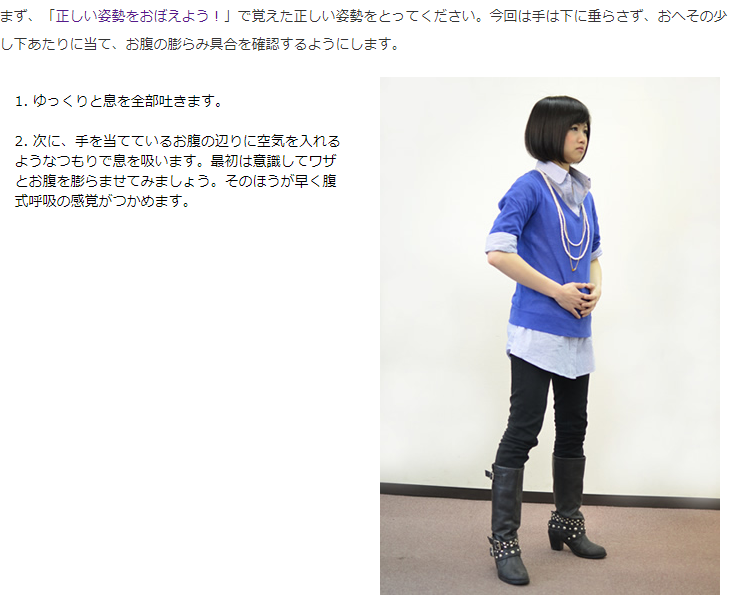 まず、「正しい姿勢をおぼえよう！」で覚えた正しい姿勢をとってください。今回は手は下に垂らさず、おへその少
し下あたりに当て、お腹の膨らみ具合を確認するようにします。
1. ゆっくりと息を全部吐きます。
2. 次に、手を当てているお腹の辺りに空気を入れる
ようなつもりで息を吸います。最初は意識してワザ
とお腹を膨らませてみましょう。そのほうが早く腹
式呼吸の感覚がつかめます。